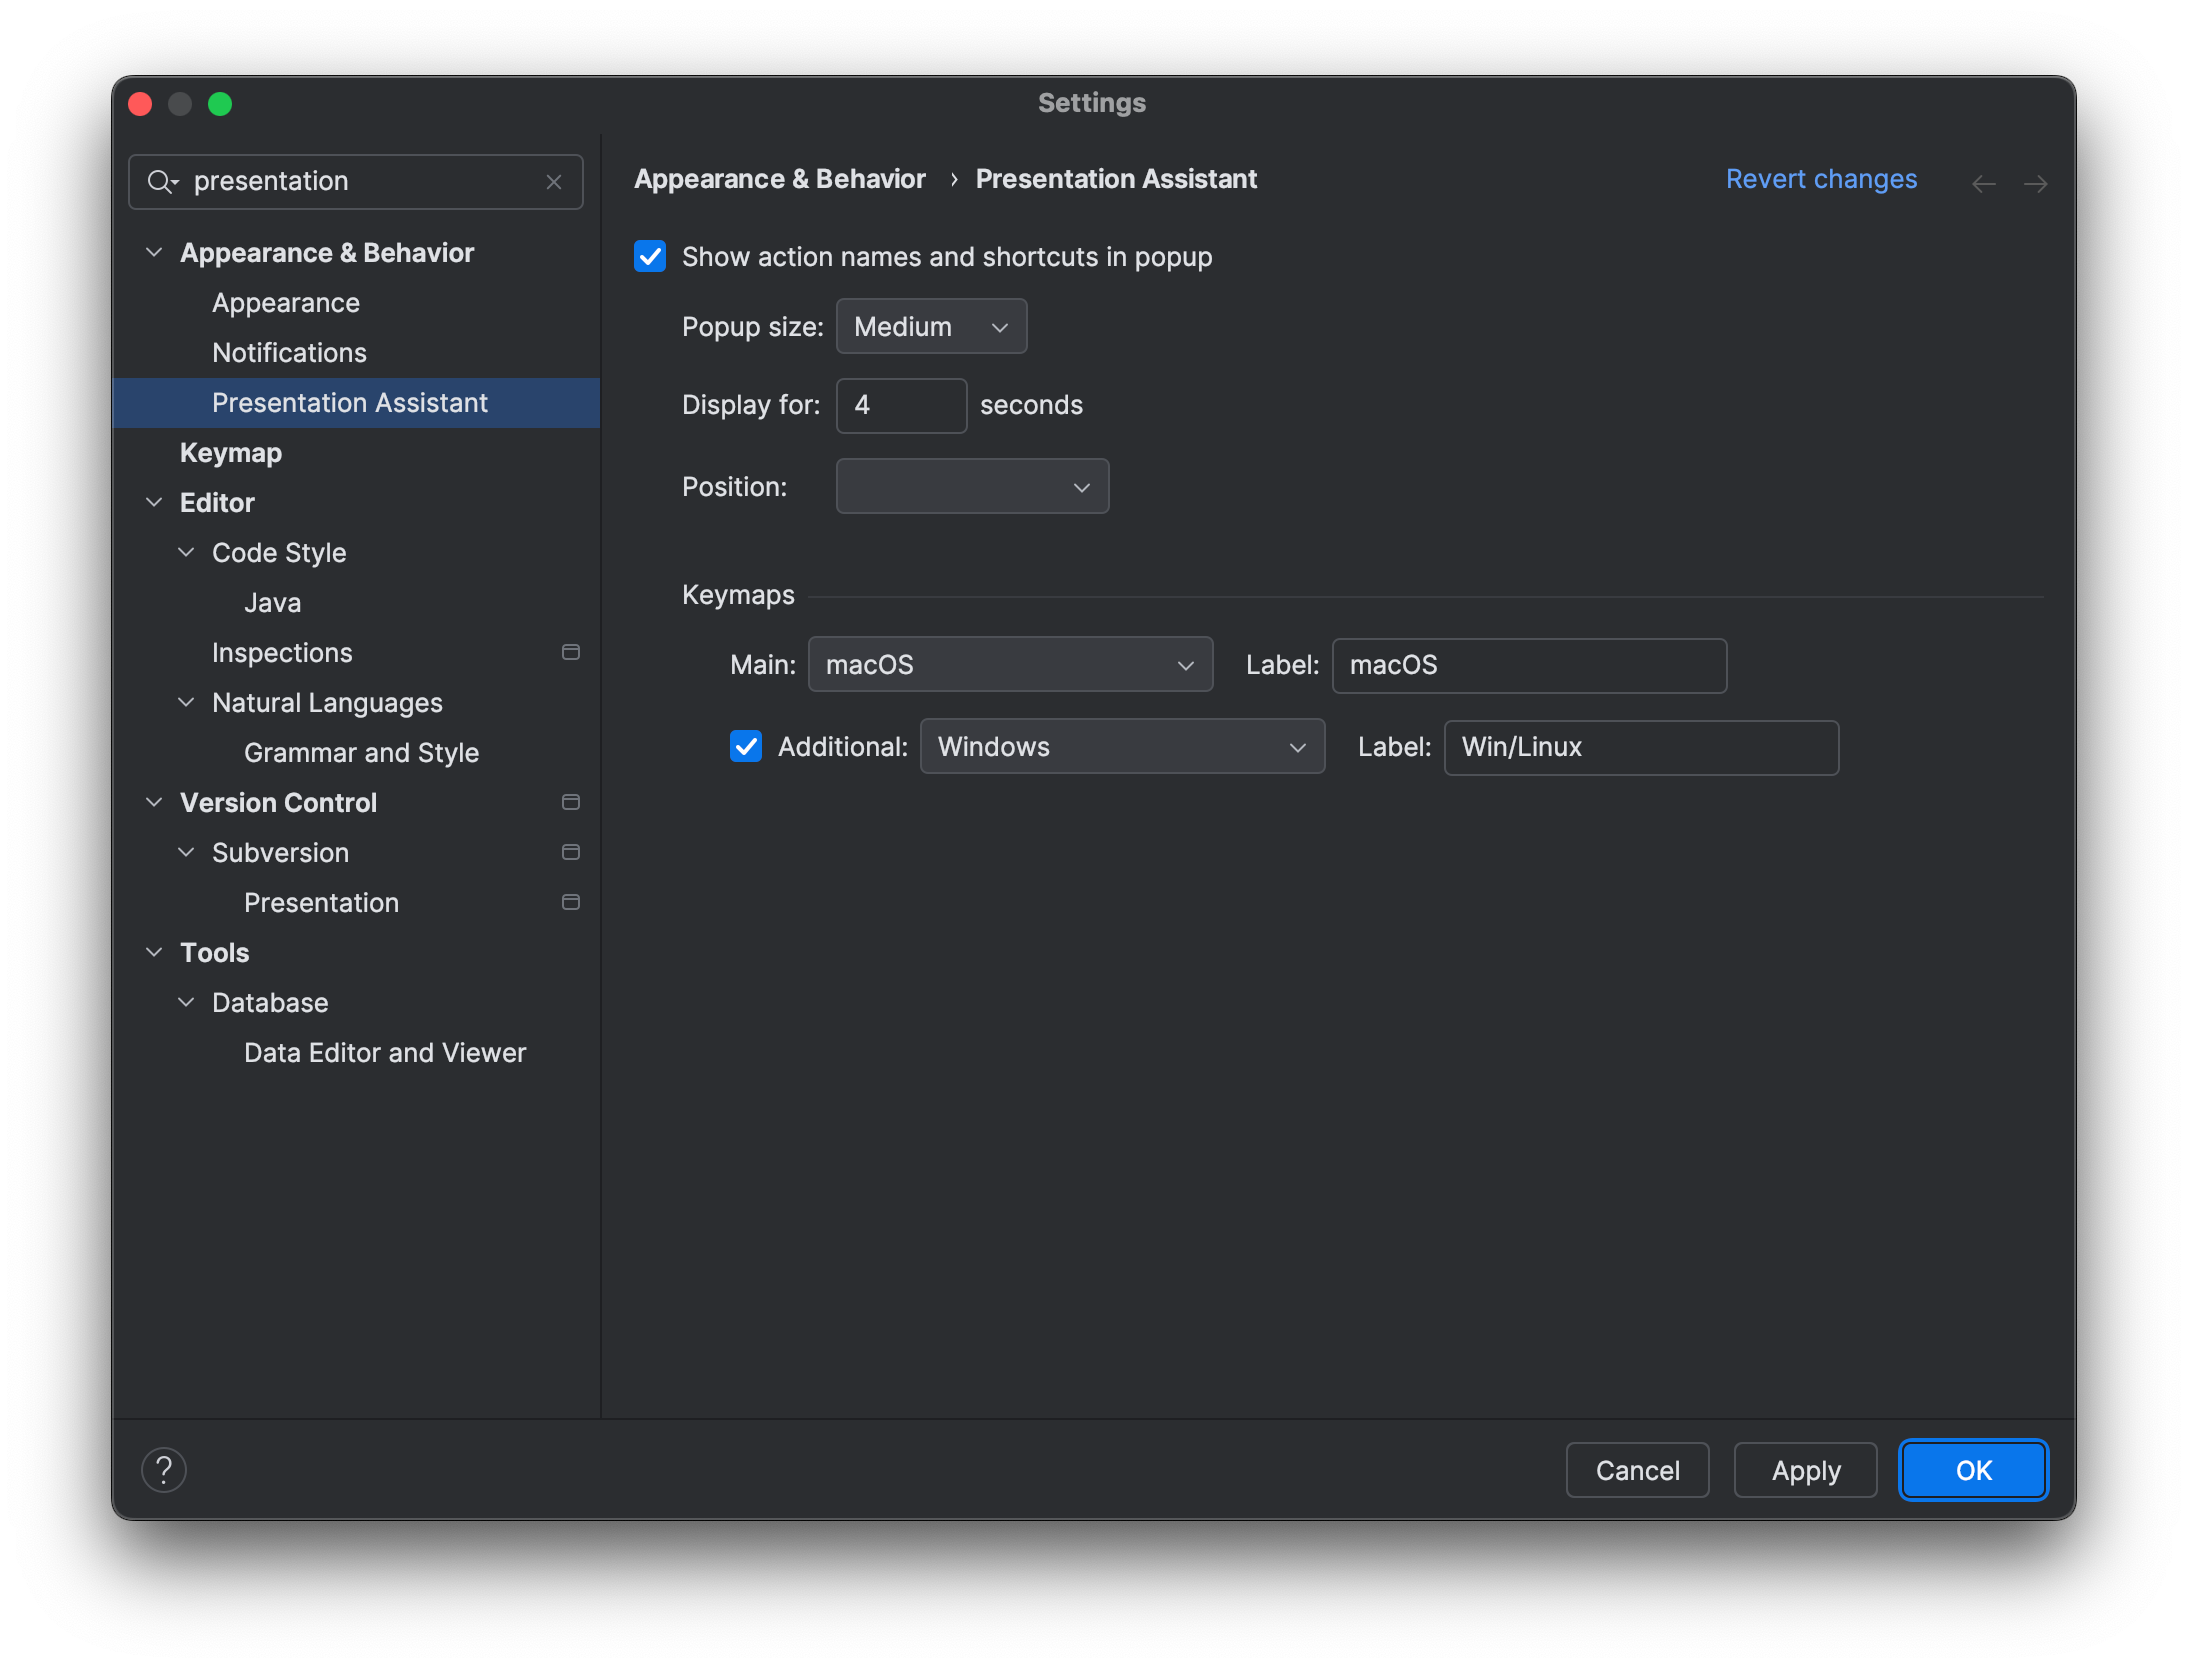 Settings
presentation
Appearance & Behavior
Appearance
Notifications
Presentation Assistant
Keymap
Editor
Code Style
Java
Inspections
Natural Languages
Grammar and Style
Version Control
Subversion
Presentation
Tools
Database
Data Editor and Viewer
Appearance & Behavior › Presentation Assistant
Revert changes
Show action names and shortcuts in popup
Popup size: Medium
Display for: 4 seconds
Position:
Keymaps
Main: macOS Label: macOS
Additional: Windows Label: Win/Linux
?
Cancel Apply OK